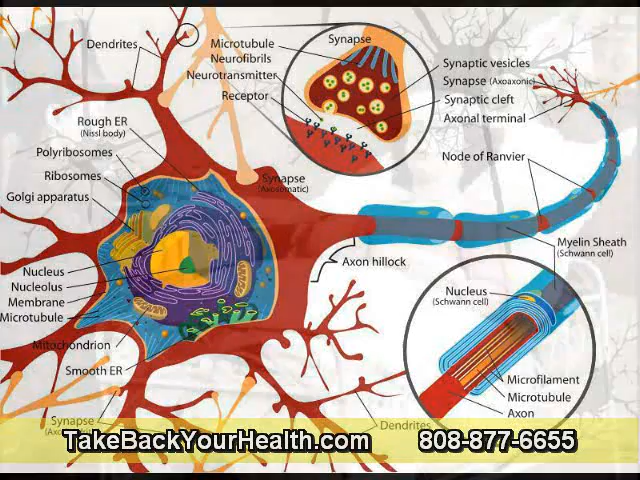 Dendrites
Microtubule
Neurofibrils
Neurotransmitter
Receptor
Synapse
Synaptic vesicles
Synapse (Axoaxonic)
Synaptic cleft
Axonal terminal
Rough ER
(Nissl body)
Polyribosomes
Ribosomes
Golgi apparatus
Synapse
(Axosomatic)
Node of Ranvier
Myelin Sheath
(Schwann cell)
Axon hillock
Nucleus
Nucleolus
Membrane
Microtubule
Mitochondrion
Smooth ER
Nucleus
(Schwann cell)
Microfilament
Microtubule
Axon
Synapse
Dendrites
TakeBackYourHealth.com 808-877-6655